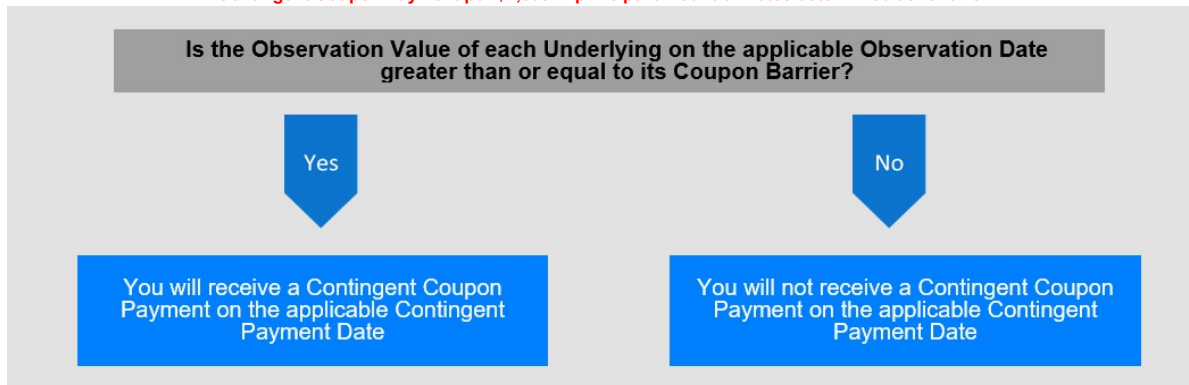 Is the Observation Value of each Underlying on the applicable Observation Date
greater than or equal to its Coupon Barrier?
Yes
No
You will receive a Contingent Coupon
Payment on the applicable Contingent
Payment Date
You will not receive a Contingent Coupon
Payment on the applicable Contingent
Payment Date